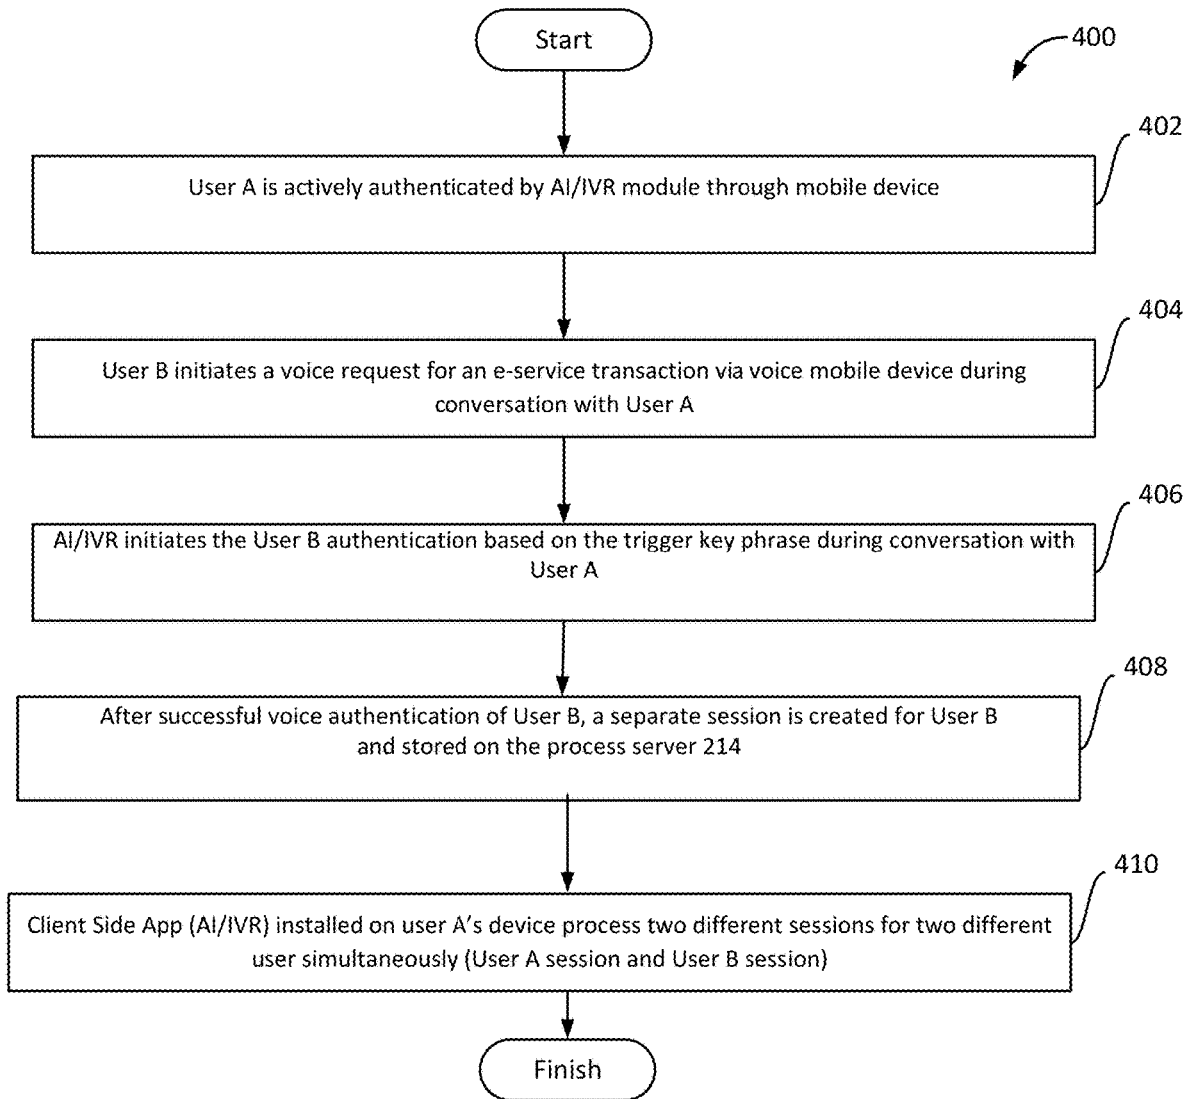 Start
400
402
User A is actively authenticated by AI/IVR module through mobile device
404
User B initiates a voice request for an e-service transaction via voice mobile device during
conversation with User A
406
AI/IVR initiates the User B authentication based on the trigger key phrase during conversation with
User A
408
After successful voice authentication of User B, a separate session is created for User B
and stored on the process server 214
410
Client Side App (AI/IVR) installed on user A's device process two different sessions for two different
user simultaneously (User A session and User B session)
Finish